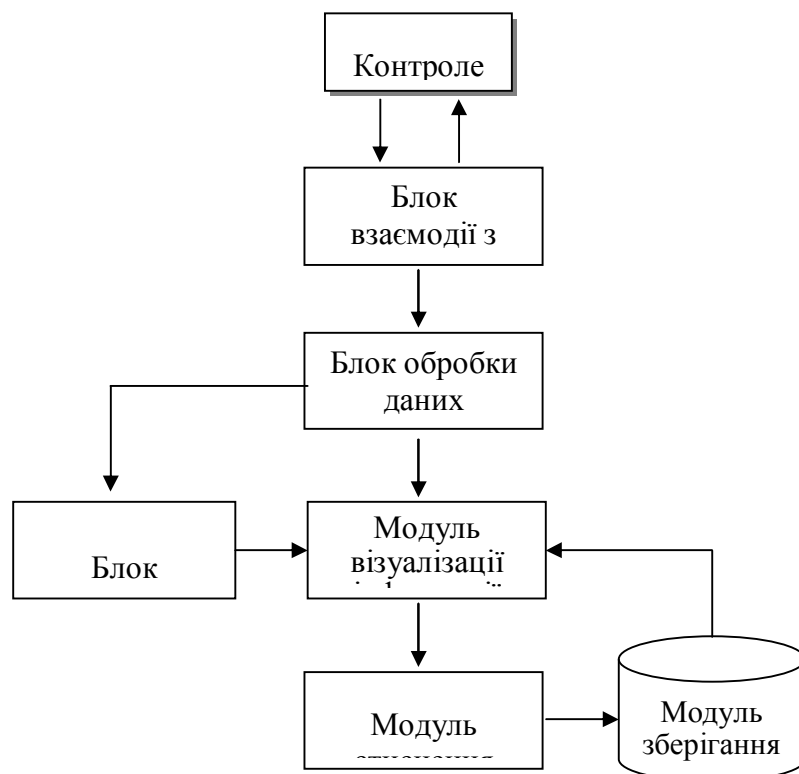 Контроле
Блок
взаємодії з
Блок обробки
даних
Блок
Модуль
візуалізації
Модуль
Модуль
зберігання